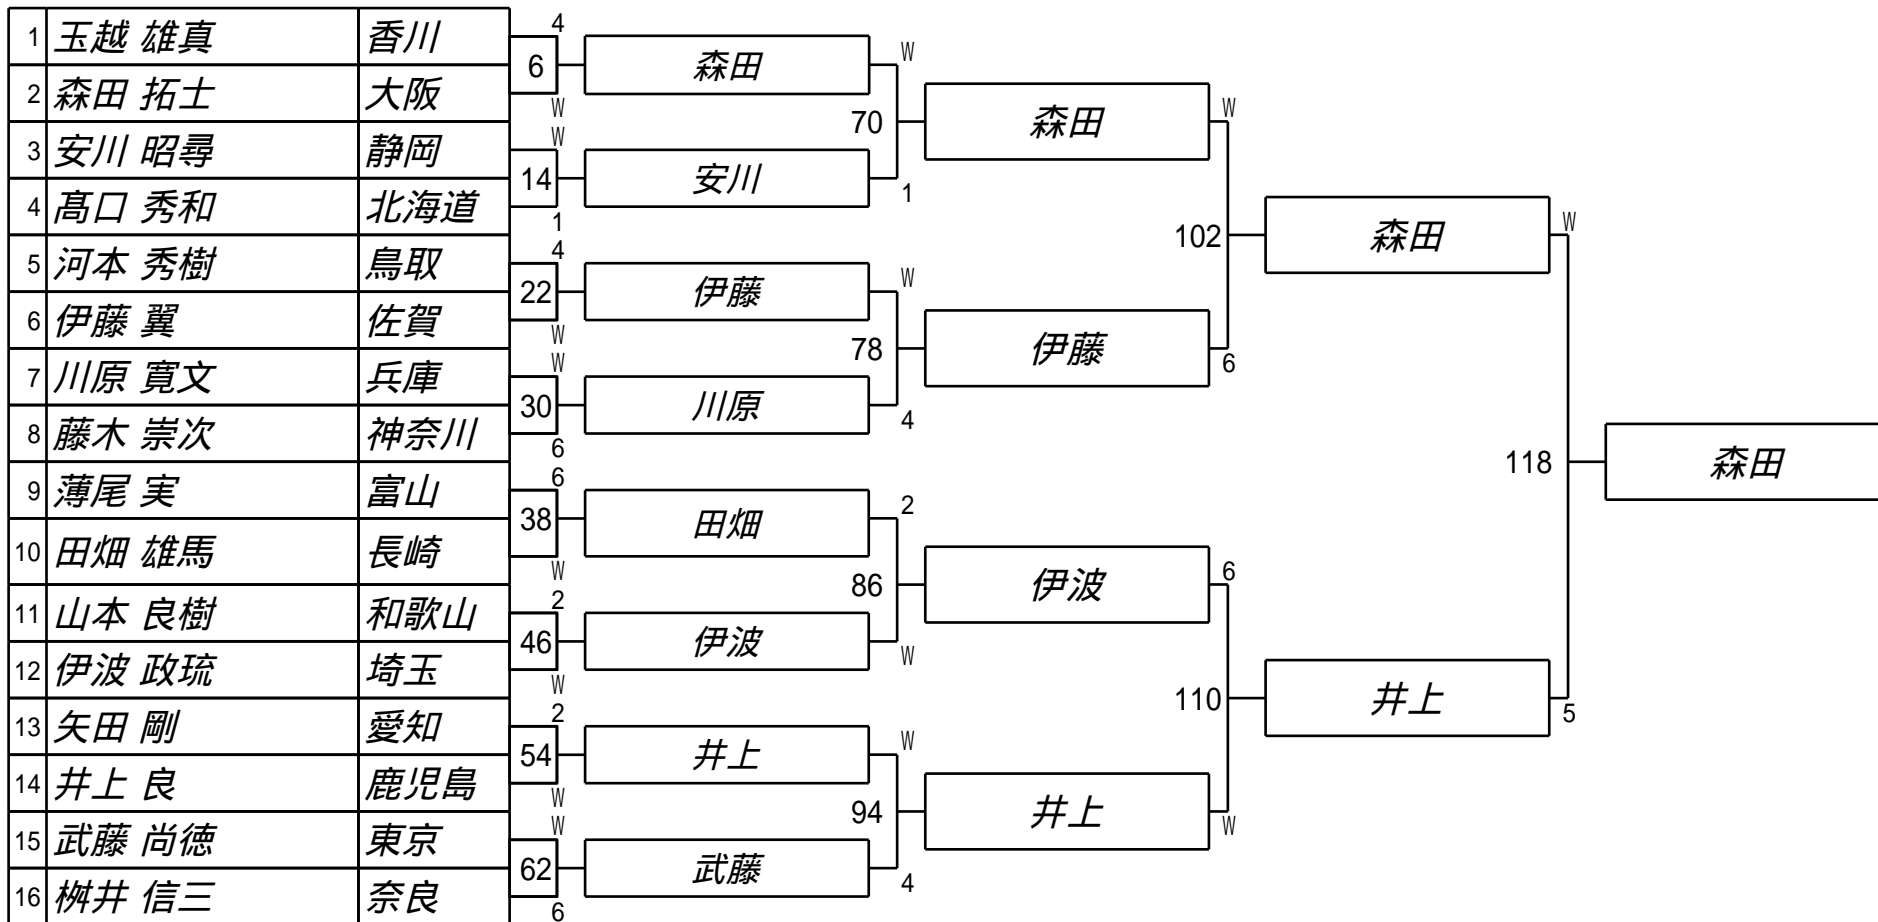 1 玉越 雄真 香川
2 森田 拓士 大阪
3 安川 昭尋 静岡
4 髙口 秀和 北海道
5 河本 秀樹 鳥取
6 伊藤 翼 佐賀
7 川原 寛文 兵庫
8 藤木 崇次 神奈川
9 薄尾 実 富山
10 田畑 雄馬 長崎
11 山本 良樹 和歌山
12 伊波 政琉 埼玉
13 矢田 剛 愛知
14 井上 良 鹿児島
15 武藤 尚徳 東京
16 桝井 信三 奈良
4
6
W
W
14
1
4
22
W
W
30
6
6
38
W
2
46
W
2
54
W
W
62
6
森田 W
70
安川 1
伊藤 W
78
川原 4
田畑 2
86
伊波 W
井上 W
94
武藤 4
森田 W
102
伊藤 6
伊波 6
110
井上 W
森田 W
118
井上 5
森田